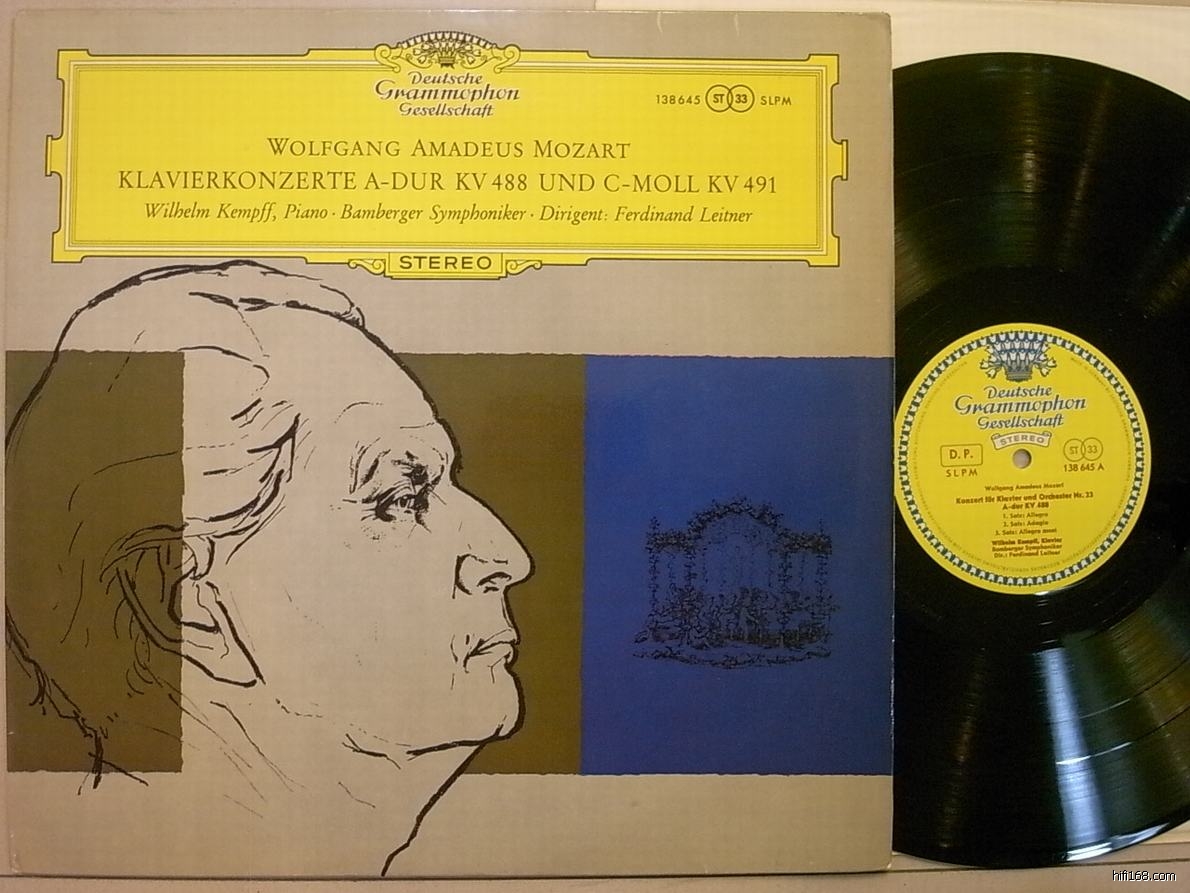 Deutsche
Grammophon
Gesellschaft
138645 ST 33 SLPM
WOLFGANG AMADEUS MOZART
KLAVIERKONZERTE A-DUR KV 488 UND C-MOLL KV 491
Wilhelm Kempff, Piano · Bamberger Symphoniker · Dirigent: Ferdinand Leitner
STEREO
Deutsche
Grammophon
Gesellschaft
STEREO
D. P.
SLPM
ST 33
138 645 A
Wolfgang Amadeus Mozart
Konzert für Klavier und Orchester Nr. 23
A-dur KV 488
1. Satz: Allegro
2. Satz: Adagio
3. Satz: Allegro assai
Wilhelm Kempff, Klavier
Bamberger Symphoniker
Dir.: Ferdinand Leitner
hifi168.com